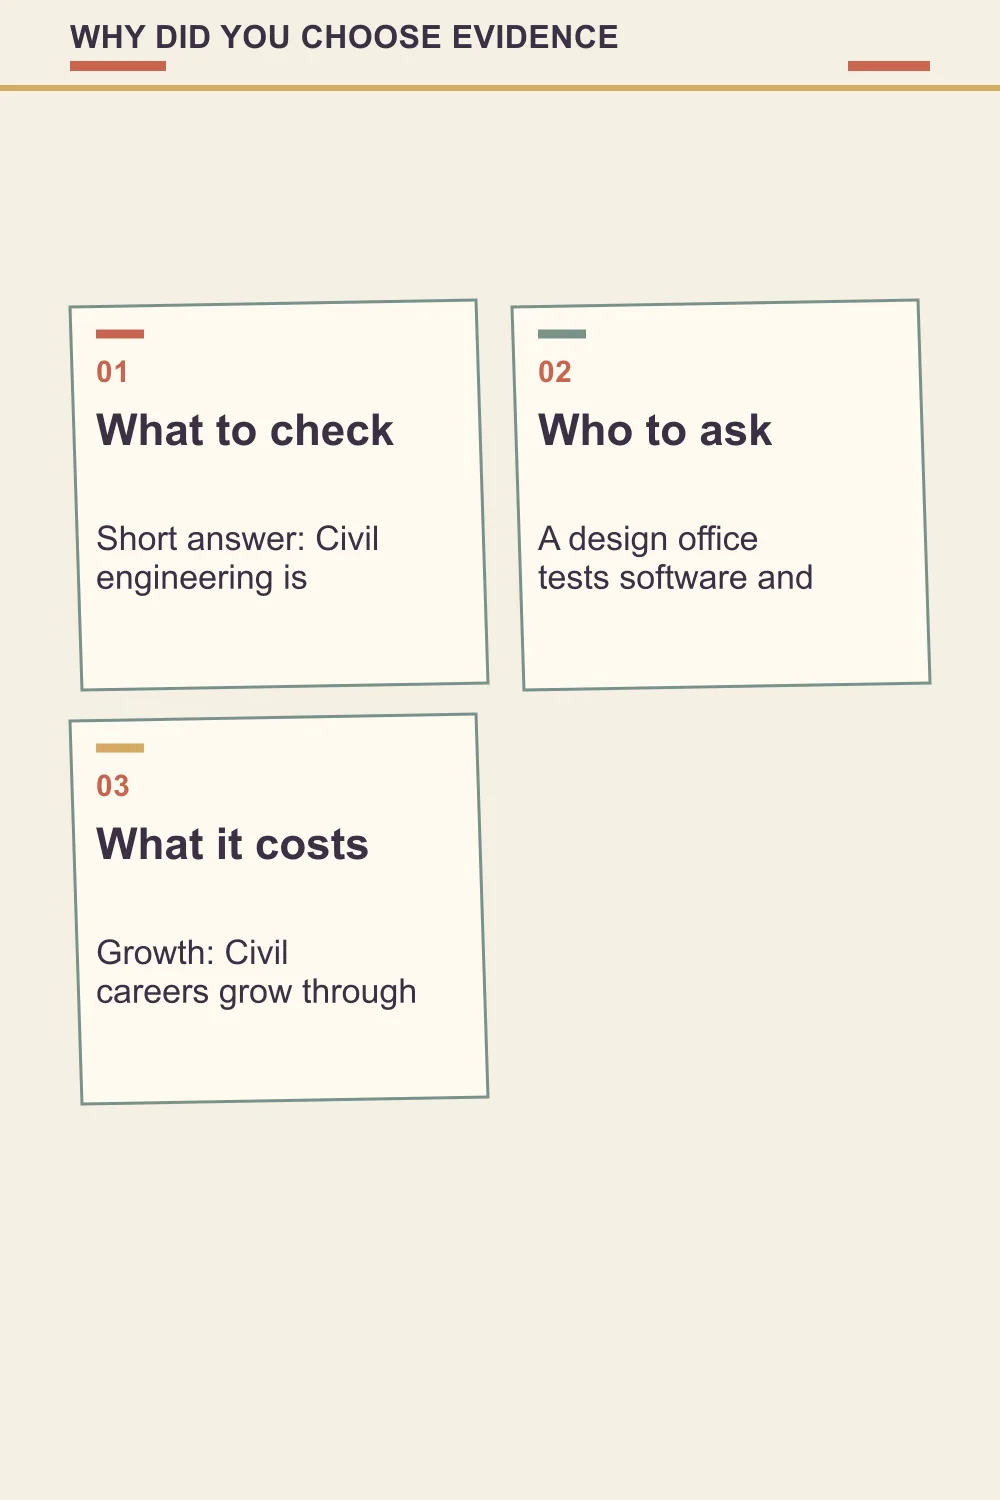 WHY DID YOU CHOOSE EVIDENCE
01
What to check
Short answer: Civil
engineering is
02
Who to ask
A design office
tests software and
03
What it costs
Growth: Civil
careers grow through